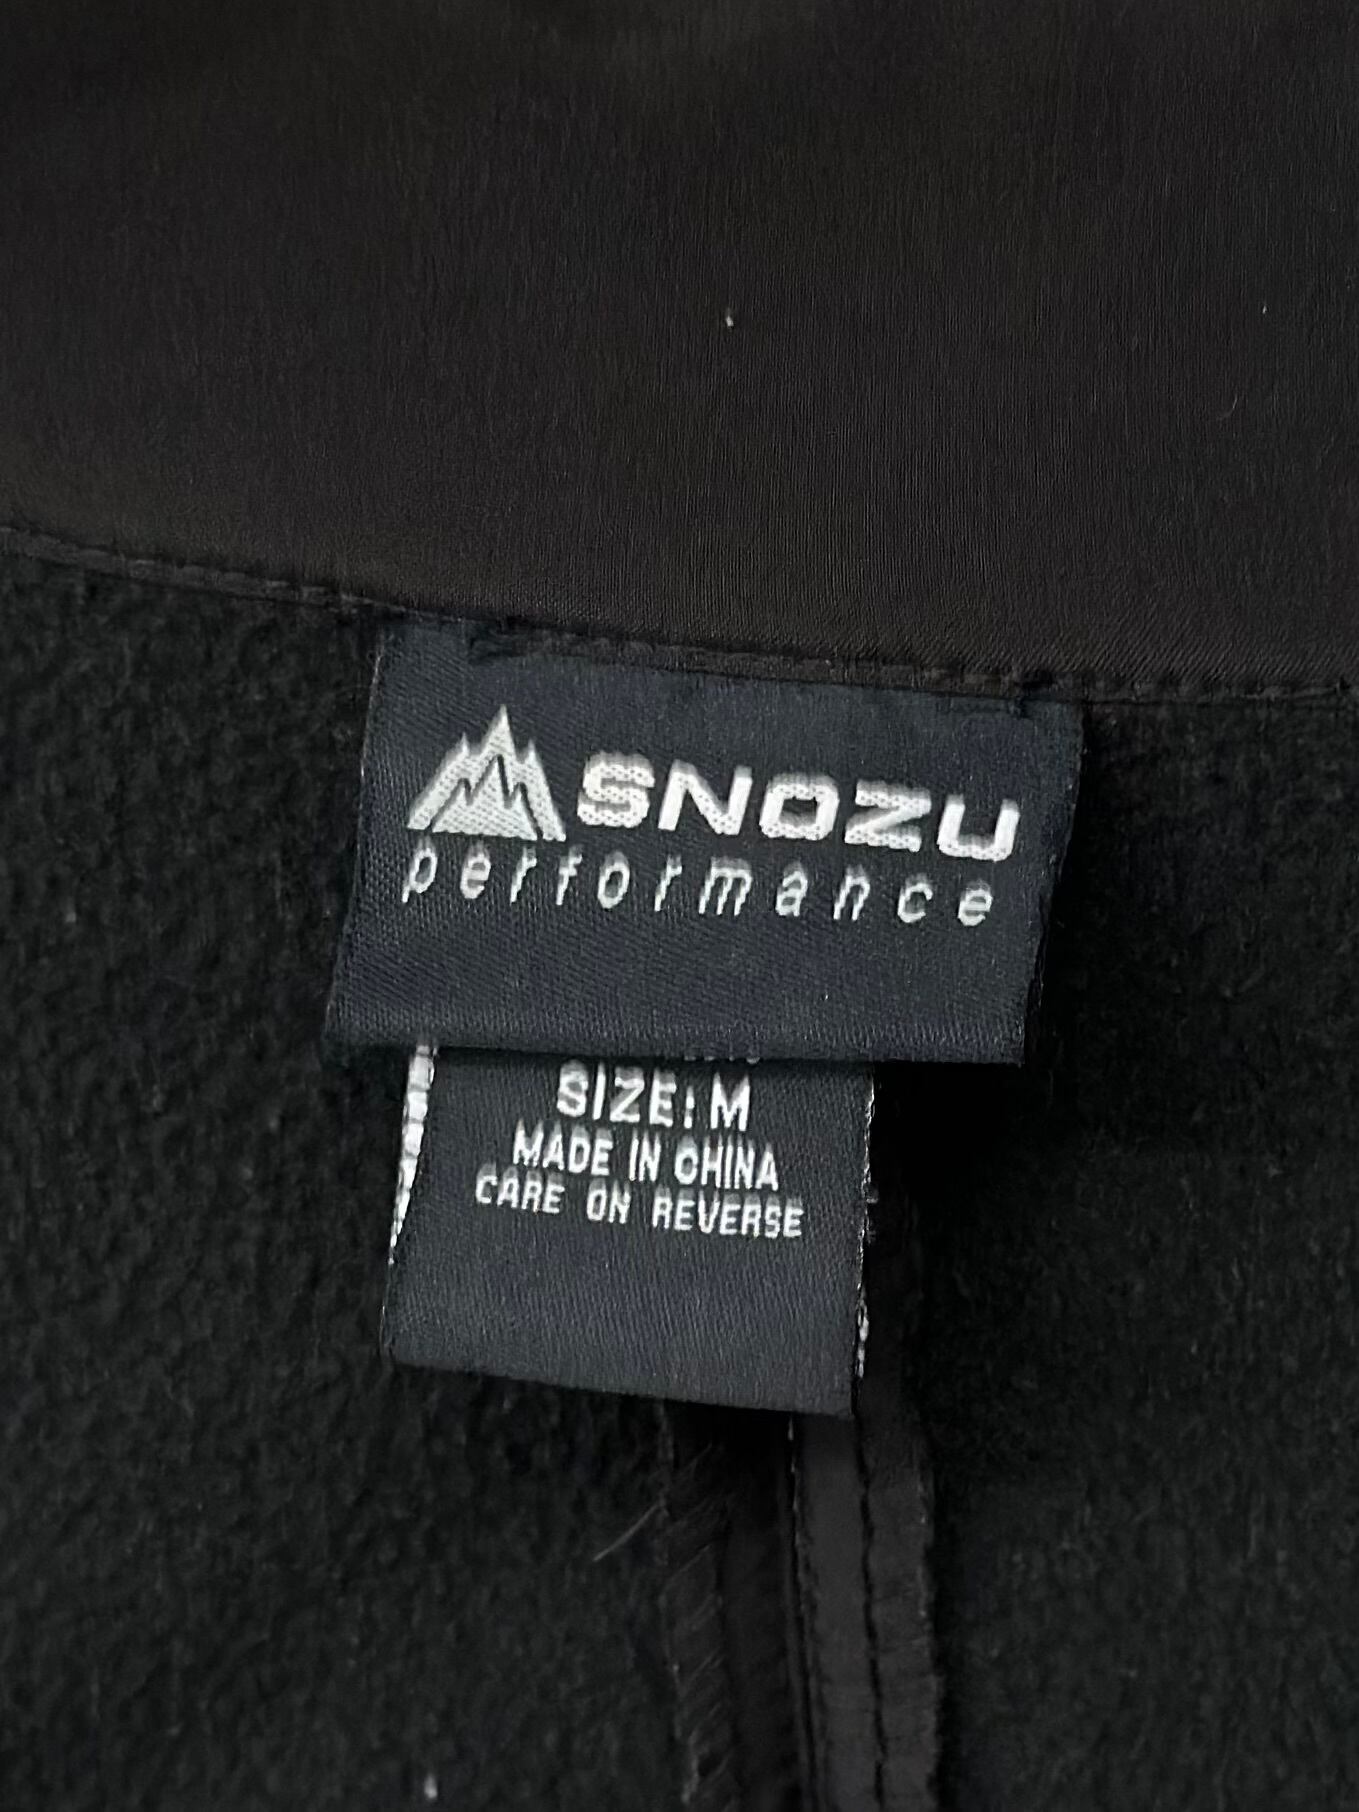 SNOZU
performance
SIZE: M
MADE IN CHINA
CARE ON REVERSE